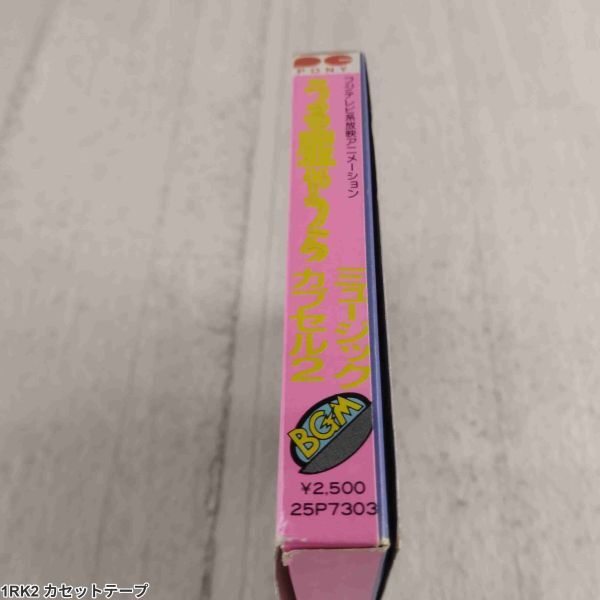 PONY
フジテレビ系放映アニメーション
うる星やつら
ミュージック
カプセル2
BGM
¥2,500
25P7303
1RK2 カセットテープ